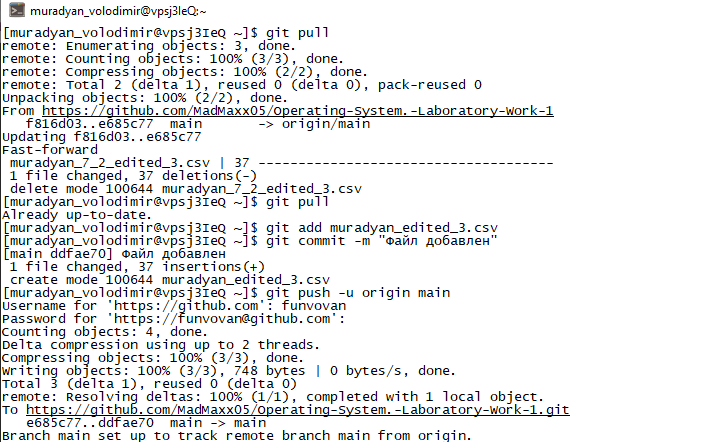 muradyan_volodimir@vpsj3leQ:~
[muradyan_volodimir@vpsj3IeQ ~]$ git pull
remote: Enumerating objects: 3, done.
remote: Counting objects: 100% (3/3), done.
remote: Compressing objects: 100% (2/2), done.
remote: Total 2 (delta 1), reused 0 (delta 0), pack-reused 0
Unpacking objects: 100% (2/2), done.
From https://github.com/MadMaxx05/Operating-System.-Laboratory-Work-1
   f816d03..e685c77  main       -> origin/main
Updating f816d03..e685c77
Fast-forward
 muradyan_7_2_edited_3.csv | 37 -------------------------------------
 1 file changed, 37 deletions(-)
 delete mode 100644 muradyan_7_2_edited_3.csv
[muradyan_volodimir@vpsj3IeQ ~]$ git pull
Already up-to-date.
[muradyan_volodimir@vpsj3IeQ ~]$ git add muradyan_edited_3.csv
[muradyan_volodimir@vpsj3IeQ ~]$ git commit -m "Файл добавлен"
[main ddfae70] Файл добавлен
 1 file changed, 37 insertions(+)
 create mode 100644 muradyan_edited_3.csv
[muradyan_volodimir@vpsj3IeQ ~]$ git push -u origin main
Username for 'https://github.com': funvovan
Password for 'https://funvovan@github.com':
Counting objects: 4, done.
Delta compression using up to 2 threads.
Compressing objects: 100% (3/3), done.
Writing objects: 100% (3/3), 748 bytes | 0 bytes/s, done.
Total 3 (delta 1), reused 0 (delta 0)
remote: Resolving deltas: 100% (1/1), completed with 1 local object.
To https://github.com/MadMaxx05/Operating-System.-Laboratory-Work-1.git
   e685c77..ddfae70  main -> main
Branch main set up to track remote branch main from origin.